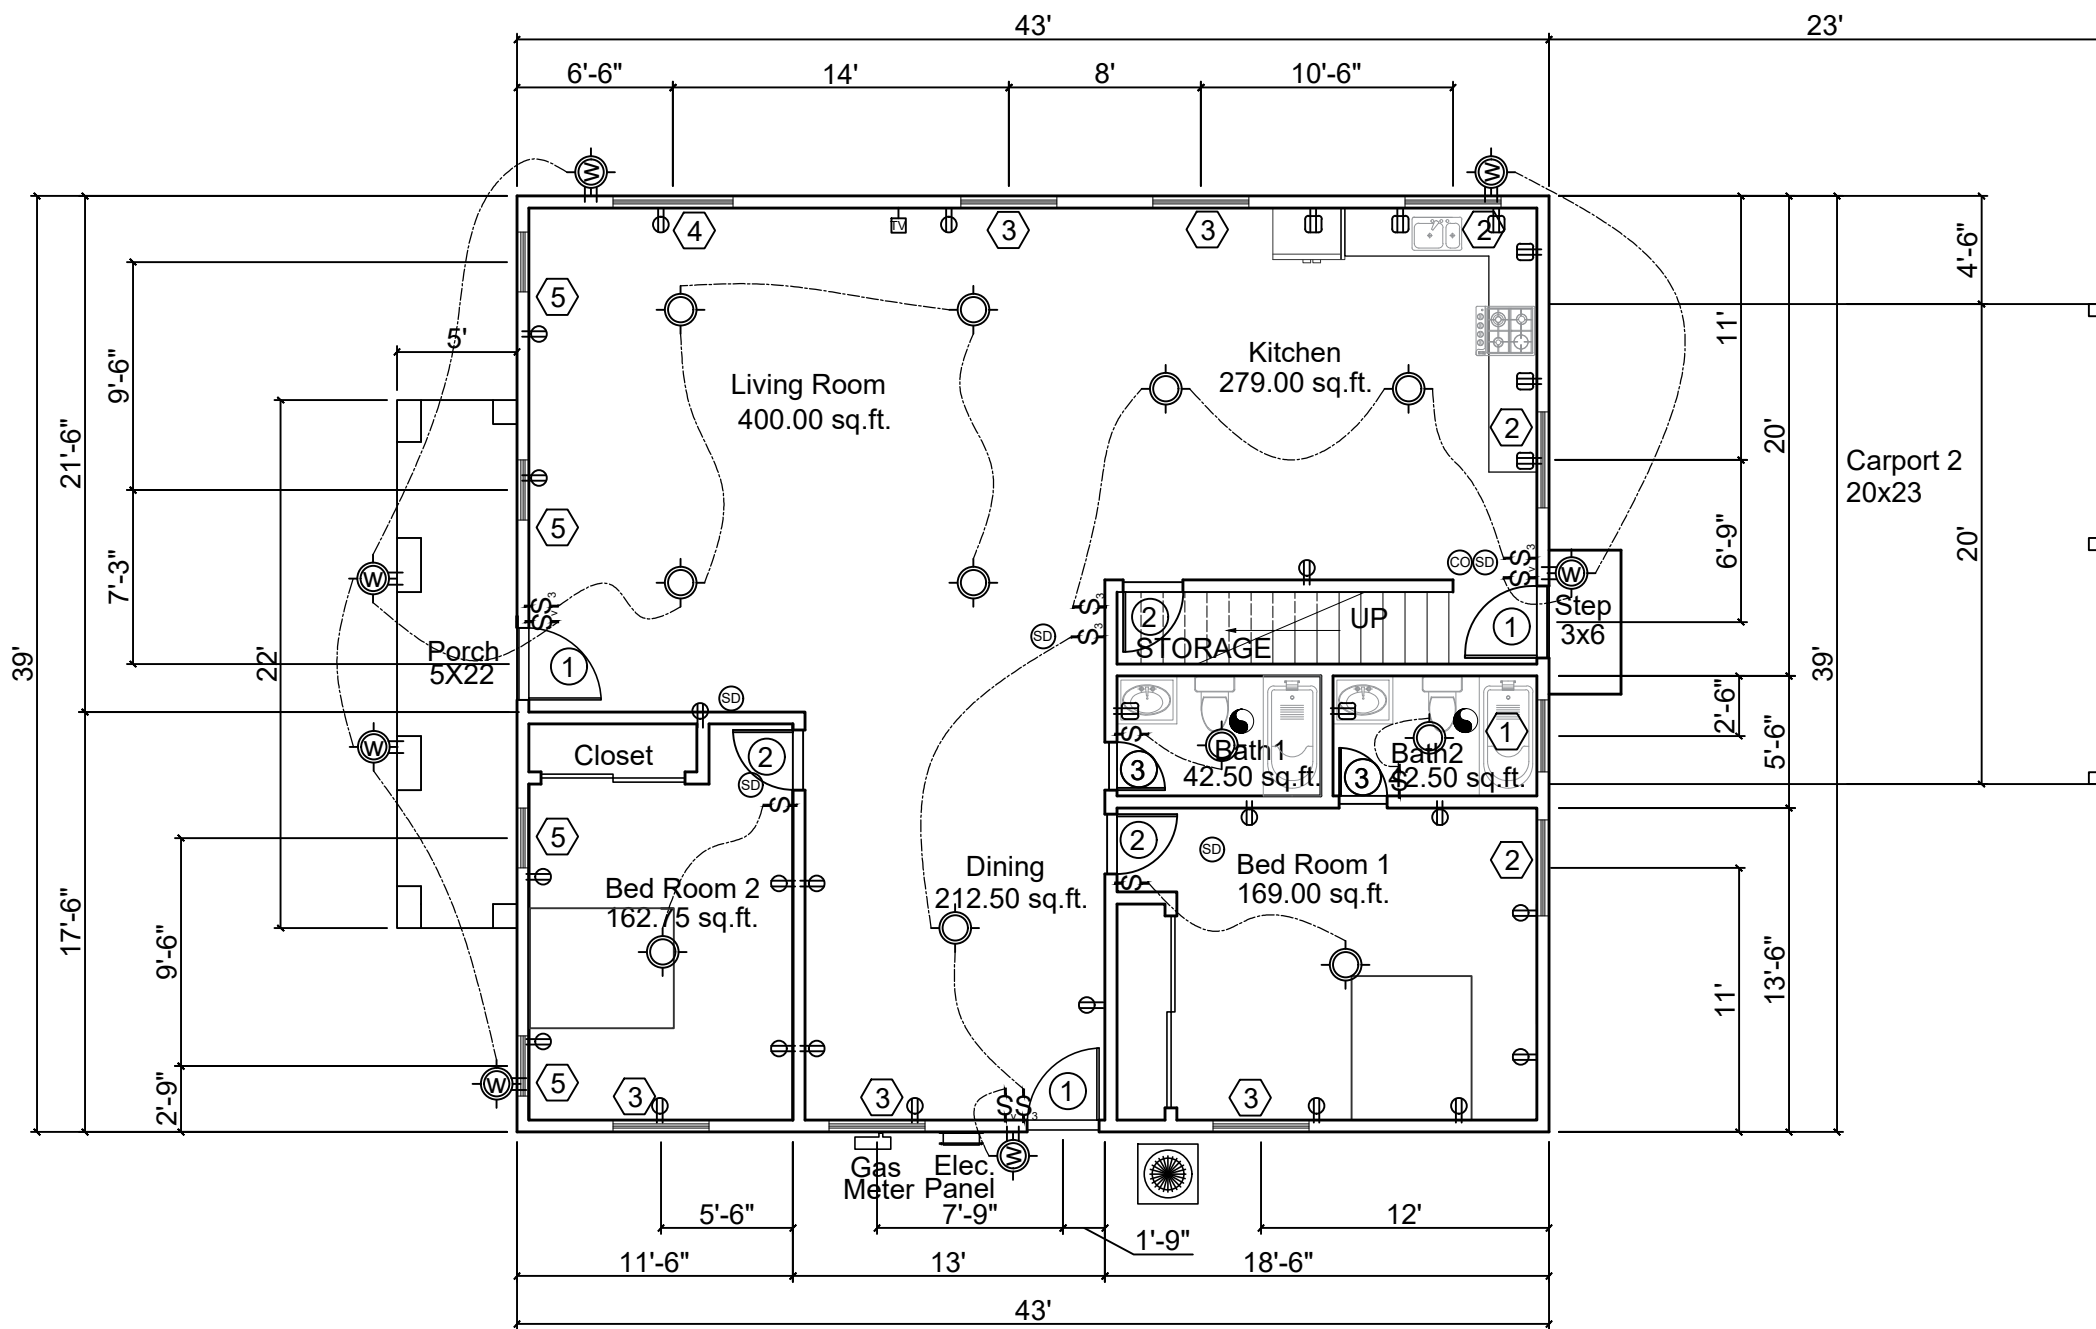 43'
23'
6'-6"
14'
8'
10'-6"
W
W
4
TV
3
3
2
5
4'-6"
5'
9'-6"
11'
Living Room
400.00 sq.ft.
Kitchen
279.00 sq.ft.
2
21'-6"
20'
Carport 2
20x23
5
7'-3"
6'-9"
20'
W
S 3
S v
CO
SD
S 3
S v
W
S 3
S 3
SD
2
UP
STORAGE
1
Step
3x6
39'
22'
Porch
5X22
1
39'
SD
2'-6"
5'-6"
W
Closet
2
SD
S
S
Bath1
42.50 sq.ft.
3
Bath2
42.50 sq.ft.
3
S
1
5
2
SD
Bed Room 1
169.00 sq.ft.
2
S
Dining
212.50 sq.ft.
Bed Room 2
162.75 sq.ft.
17'-6"
9'-6"
13'-6"
11'
2'-9"
W
5
3
3
S v
S 3
1
3
W
Gas
Meter
Elec.
Panel
5'-6"
7'-9"
1'-9"
12'
11'-6"
13'
18'-6"
43'